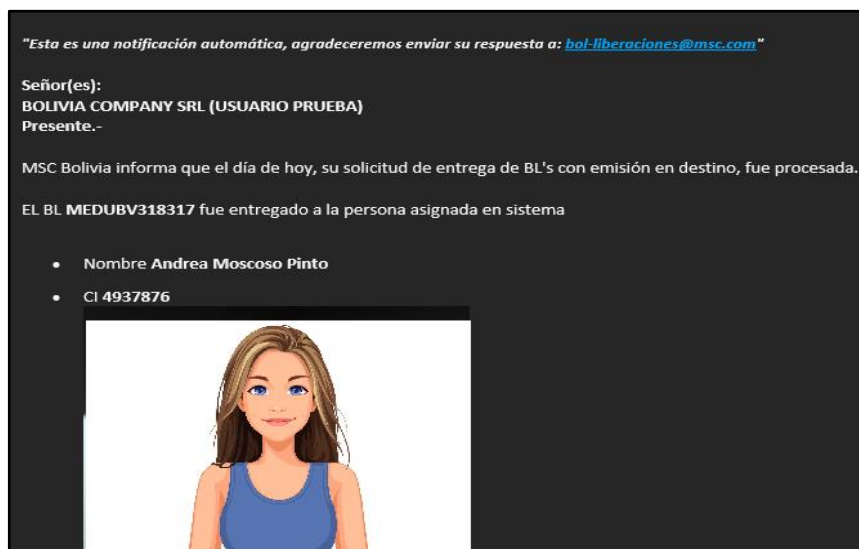 "Esta es una notificación automática, agradeceremos enviar su respuesta a: bol-liberaciones@msc.com"
Señor(es):
BOLIVIA COMPANY SRL (USUARIO PRUEBA)
Presente.-
MSC Bolivia informa que el día de hoy, su solicitud de entrega de BL's con emisión en destino, fue procesada.
EL BL MEDUBV318317 fue entregado a la persona asignada en sistema
• Nombre Andrea Moscoso Pinto
• CI 4937876